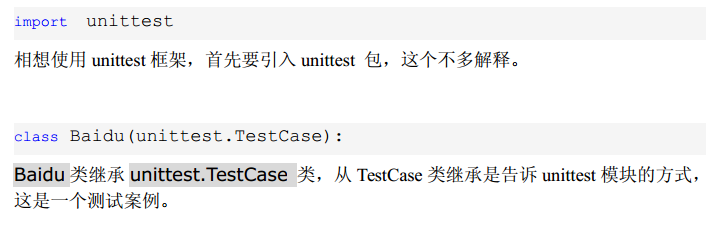 import unittest
相想使用 unittest 框架，首先要引入 unittest 包，这个不多解释。
class Baidu(unittest.TestCase):
Baidu 类继承 unittest.TestCase 类，从 TestCase 类继承是告诉 unittest 模块的方式，
这是一个测试案例。